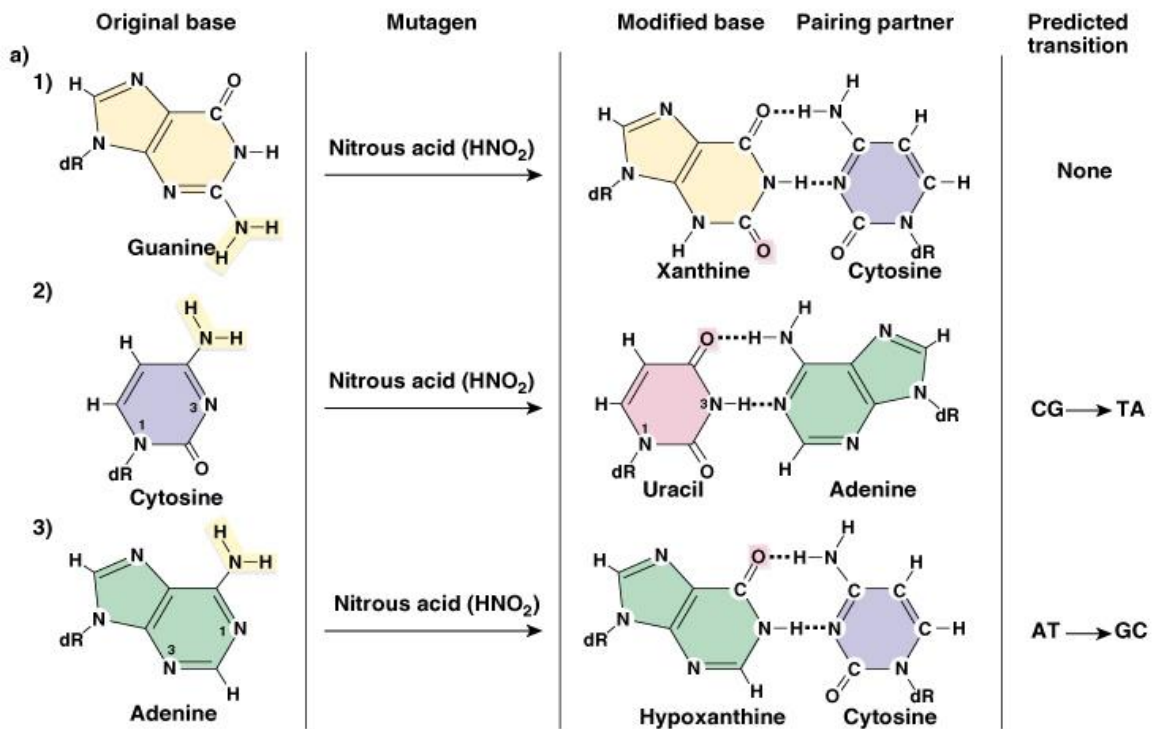 Original base
Mutagen
Modified base
Pairing partner
Predicted
transition
a)
1)
H
N
O
C
N
H
N
dR
N
C
N
H
H
Guanine
Nitrous acid (HNO₂)
H
N
O
H
N
H
C
C
C
H
N
N
H
N
C
H
dR
N
C
C
N
H
O
O
dR
Xanthine
Cytosine
None
2)
H
N
H
H
H
3
N
1
N
dR
O
Cytosine
Nitrous acid (HNO₂)
H
O
H
N
H
N
H
H
3
N
H
N
N
dR
1
N
N
dR
O
H
Uracil
Adenine
CG
TA
3)
H
N
H
H
N
N
1
N
dR
3
N
H
Adenine
Nitrous acid (HNO₂)
H
N
O
H
N
H
C
C
C
H
N
N
H
N
C
H
dR
N
C
N
H
O
dR
Hypoxanthine
Cytosine
AT
GC